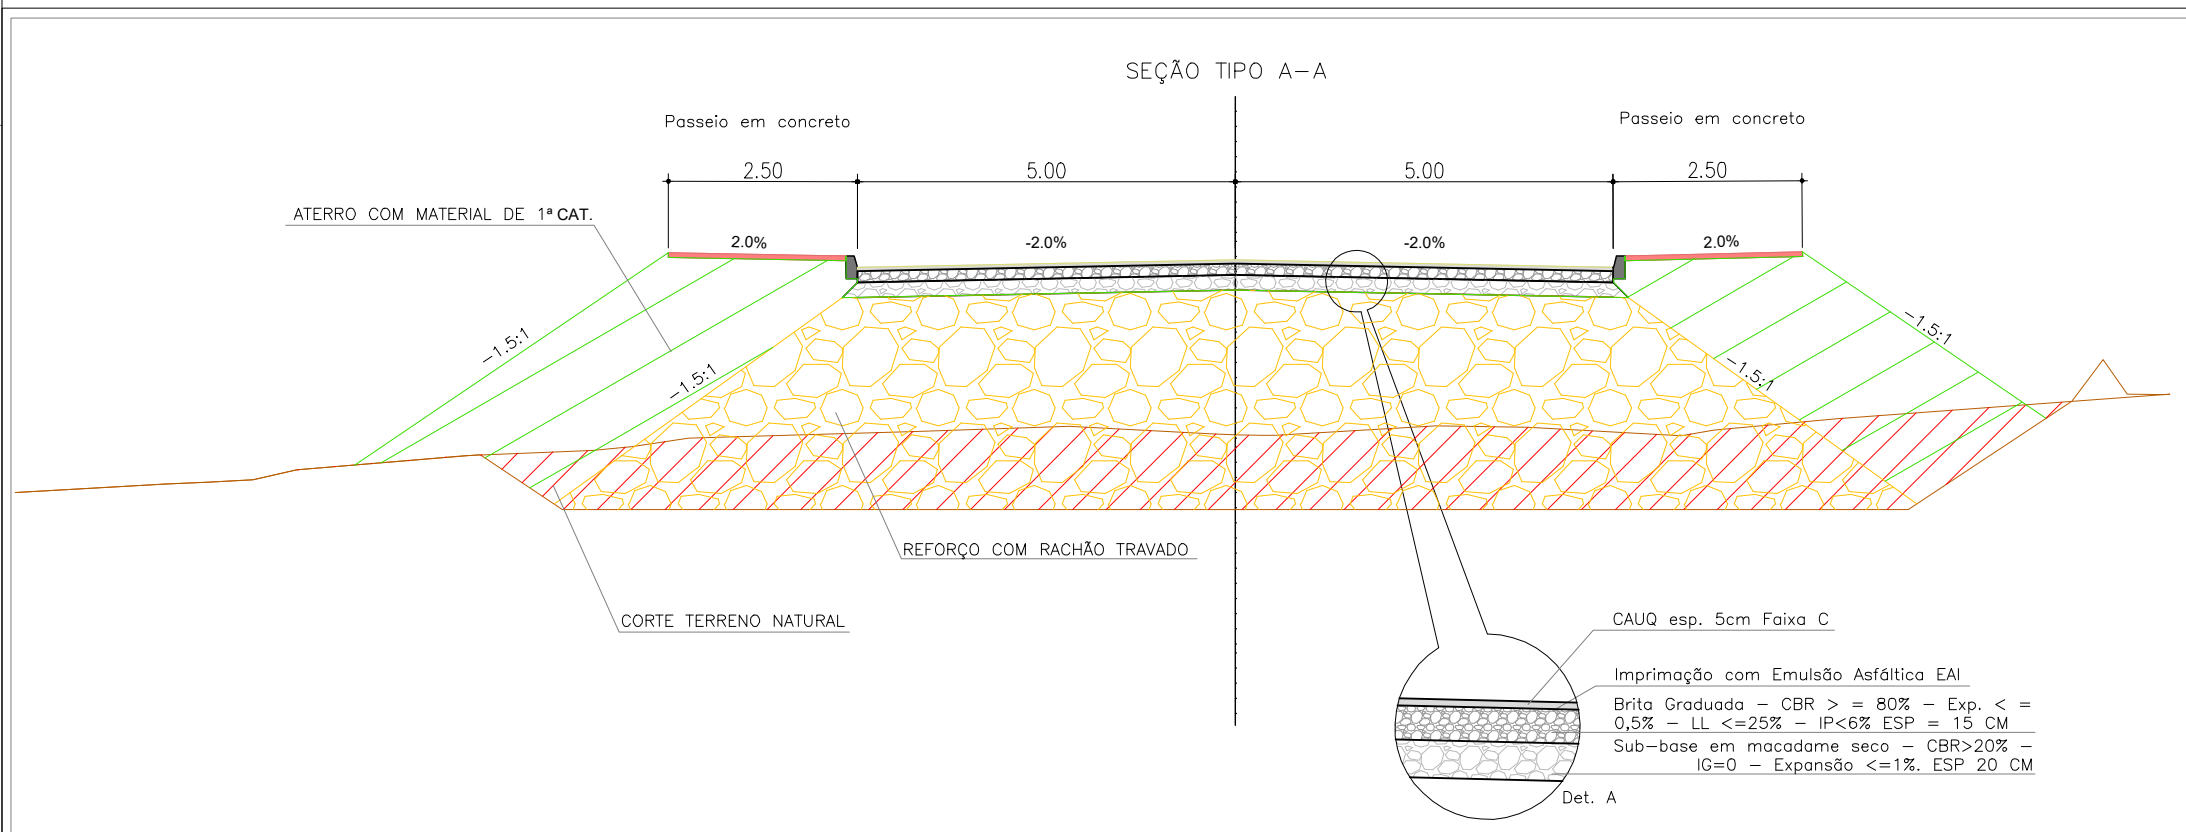 SEÇÃO TIPO A-A
Passeio em concreto
Passeio em concreto
2.50
5.00
5.00
2.50
ATERRO COM MATERIAL DE 1ª CAT.
2.0%
-2.0%
-2.0%
2.0%
-1.5:1
-1.5:1
-1.5:1
-1.5:1
REFORÇO COM RACHÃO TRAVADO
CORTE TERRENO NATURAL
CAUQ esp. 5cm Faixa C
Imprimação com Emulsão Asfáltica EAI
Brita Graduada - CBR > = 80% - Exp. < =
0,5% - LL <=25% - IP<6% ESP = 15 CM
Sub-base em macadame seco - CBR>20% -
IG=0 - Expansão <=1%. ESP 20 CM
Det. A